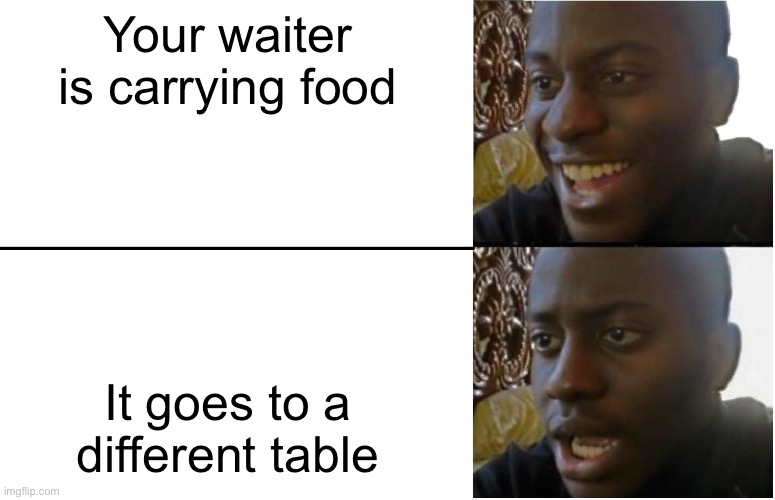 Your waiter
is carrying food
It goes to a
different table
imgflip.com